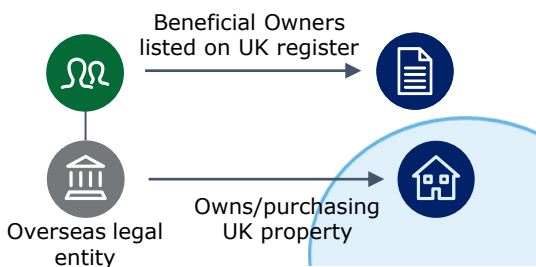 Beneficial Owners
listed on UK register
Owns/purchasing
UK property
Overseas legal
entity